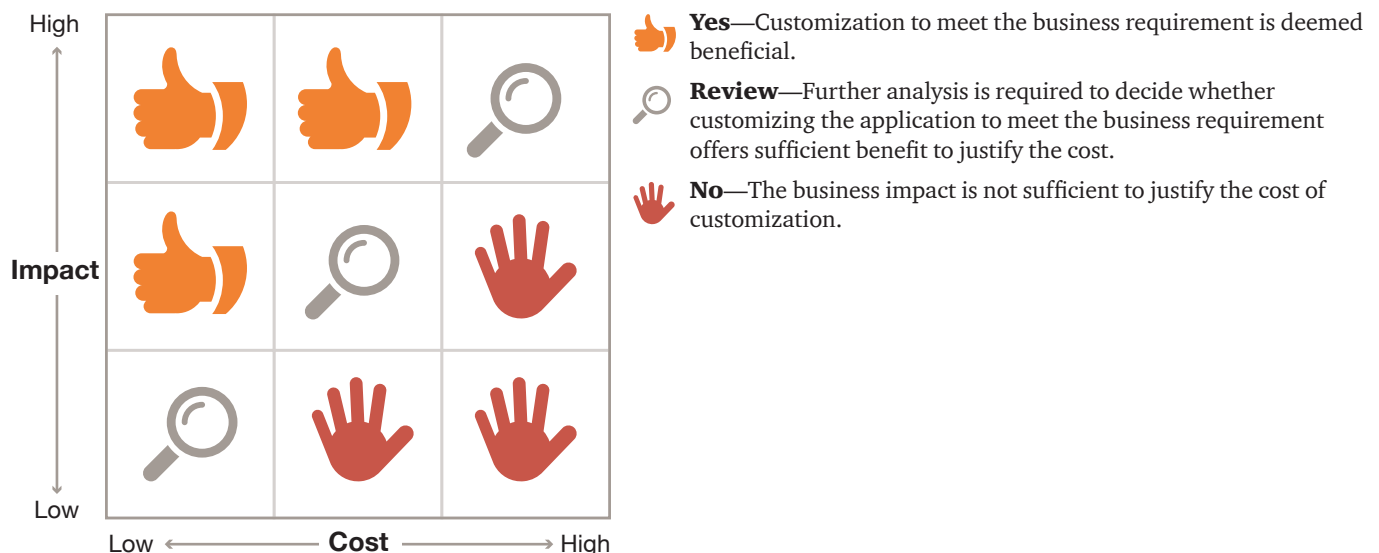 High
Impact
Low
Low
Cost
High
Yes—Customization to meet the business requirement is deemed
beneficial.
Review—Further analysis is required to decide whether
customizing the application to meet the business requirement
offers sufficient benefit to justify the cost.
No—The business impact is not sufficient to justify the cost of
customization.